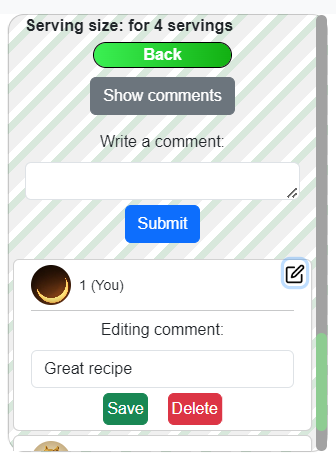 Serving size: for 4 servings
Back
Show comments
Write a comment:
Submit
1 (You)
Editing comment:
Great recipe
Save Delete